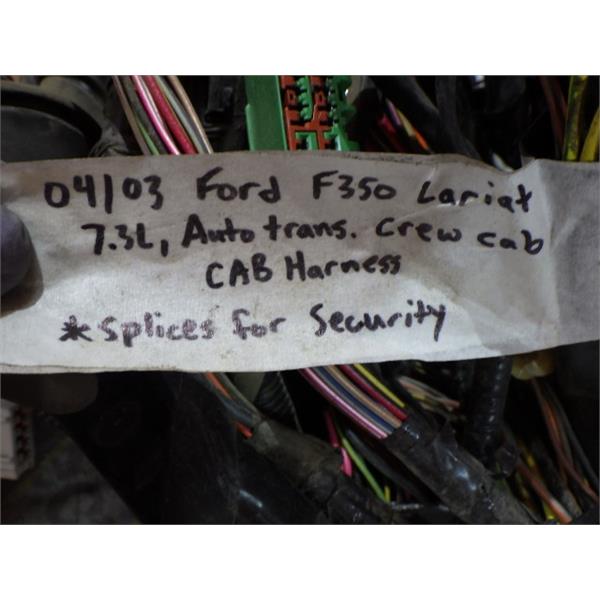 04/03 Ford F350 Lariat
7.3L, Auto trans. Crew cab
CAB Harness
* Splices for Security